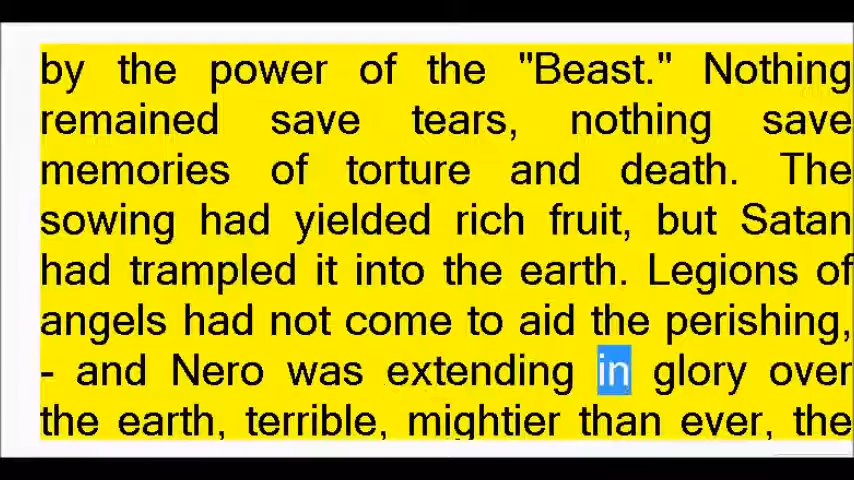 by the power of the "Beast." Nothing
remained save tears, nothing save
memories of torture and death. The
sowing had yielded rich fruit, but Satan
had trampled it into the earth. Legions of
angels had not come to aid the perishing,
- and Nero was extending in glory over
the earth, terrible, mightier than ever, the